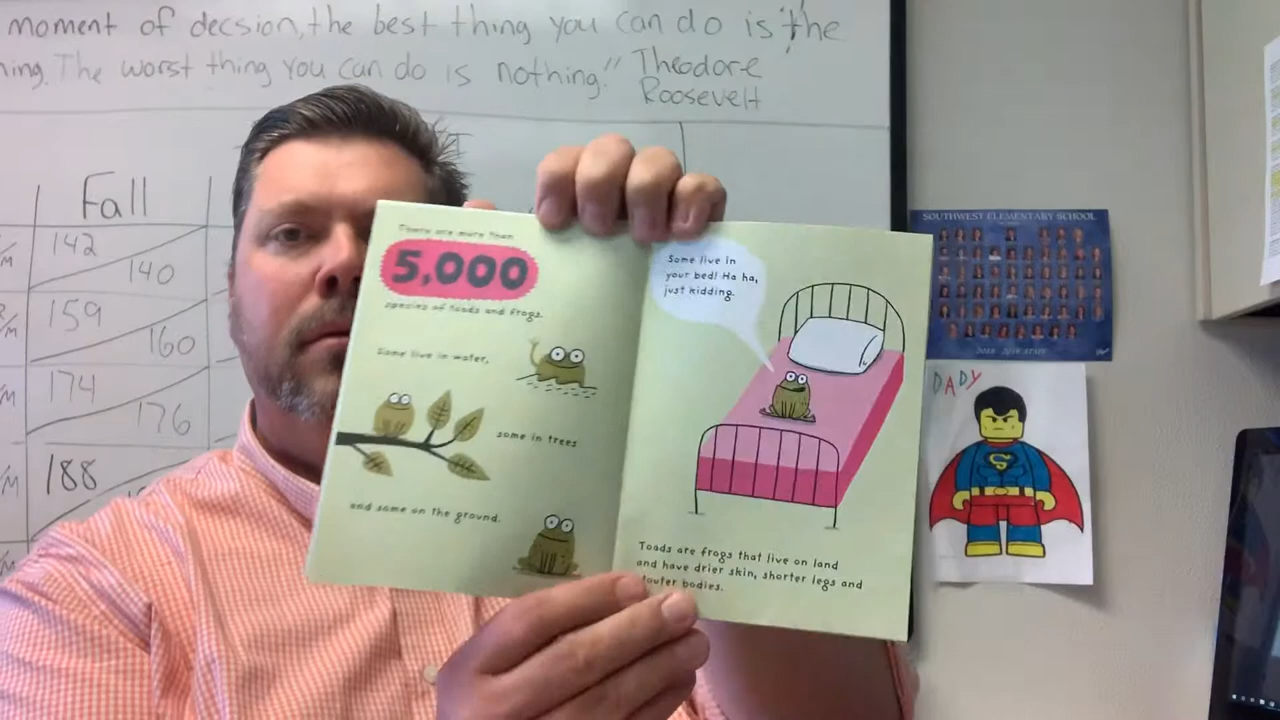 moment of decsion, the best thing you can do is the
ning. The worst thing you can do is nothing." Theodore
Roosevelt
Fall
142
140
159
160
174
176
188
There are more than
5,000
species of toads and frogs.
Some live in water,
some in trees
and some on the ground.
Some live in
your bed! Ha ha,
just kidding.
Toads are frogs that live on land
and have drier skin, shorter legs and
stouter bodies.
SOUTHWEST ELEMENTARY SCHOOL
DADY